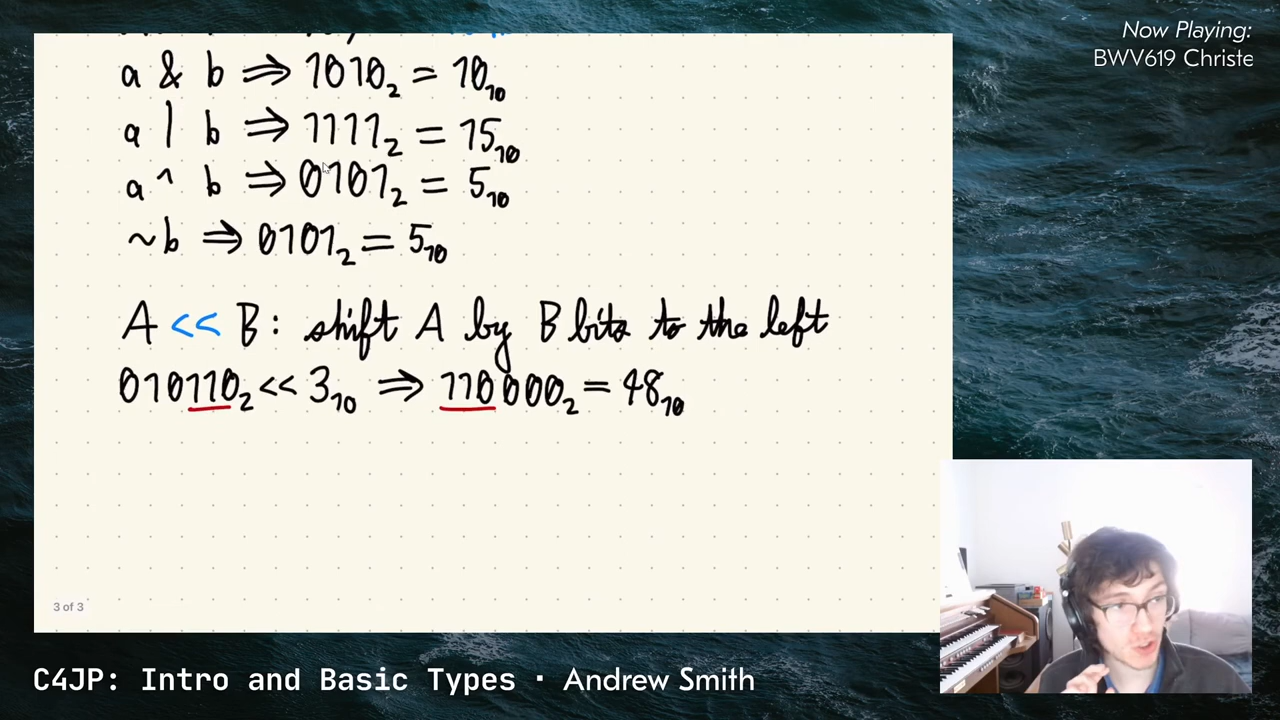 Now Playing:
BWV619 Christe
a & b ⇒ 1010₂ = 10₁₀
a | b ⇒ 1111₂ = 15₁₀
a ^ b ⇒ 0101₂ = 5₁₀
~b ⇒ 0101₂ = 5₁₀
A << B: shift A by B bits to the left
010110₂ << 3₁₀ ⇒ 110000₂ = 48₁₀
3 of 3
C4JP: Intro and Basic Types · Andrew Smith